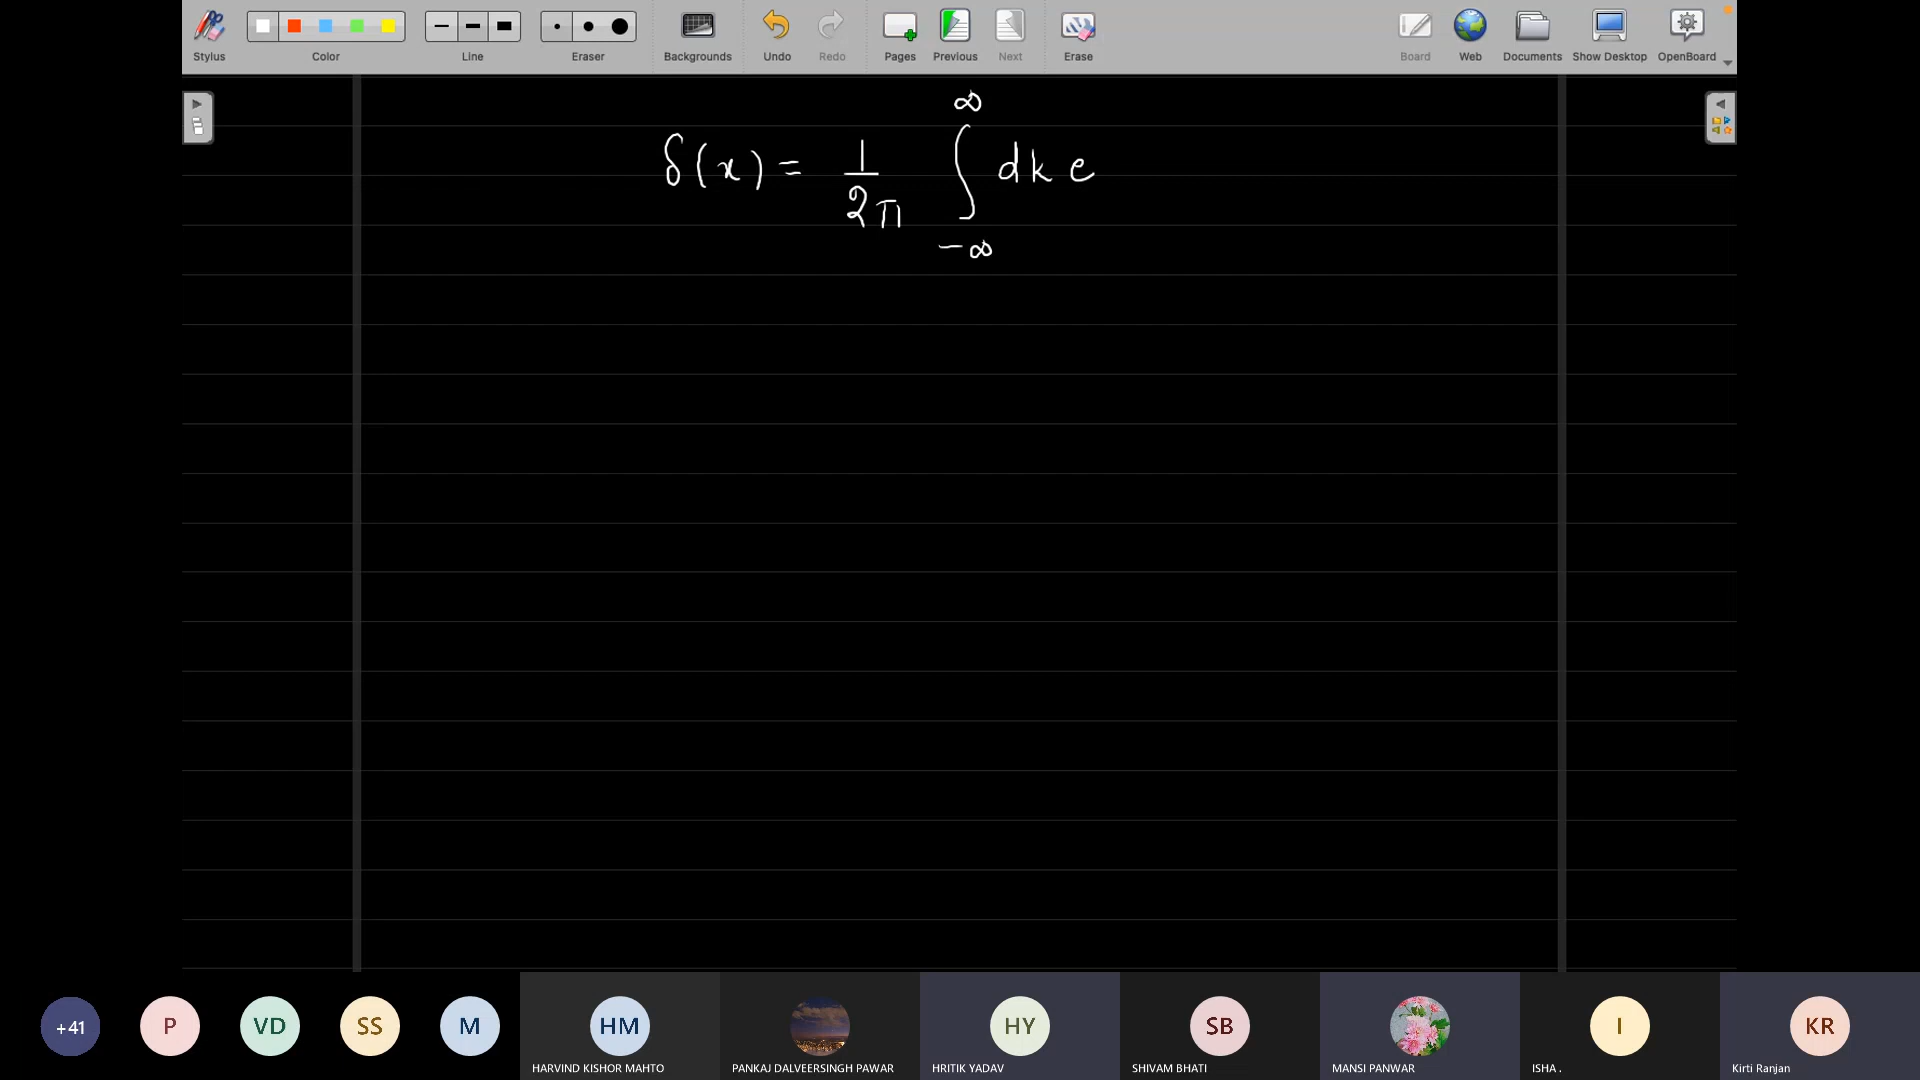 Stylus Color Line Eraser Backgrounds Undo Redo Pages Previous Next Erase Board Web Documents Show Desktop OpenBoard
δ(x) = 1/2π ∫_{-∞}^{∞} dk e
+41 P VD SS M HM HY SB I KR
HARVIND KISHOR MAHTO PANKAJ DALVEERSINGH PAWAR HRITIK YADAV SHIVAM BHATI MANSI PANWAR ISHA . Kirti Ranjan